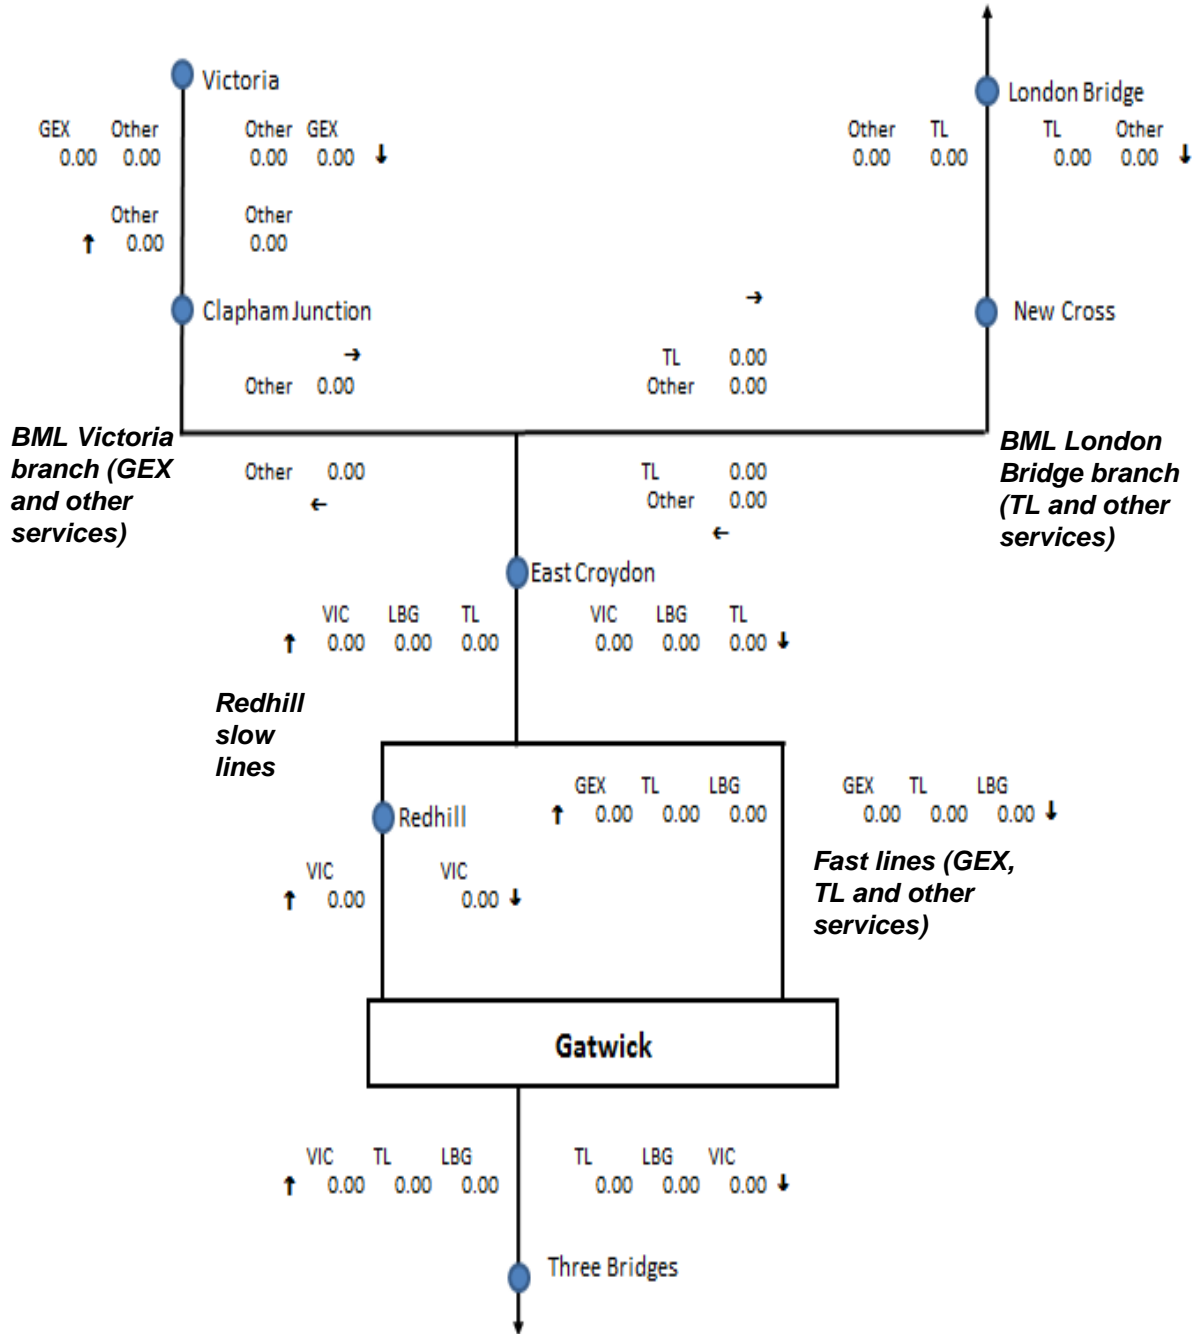 Victoria
London Bridge
GEX Other Other GEX
0.00 0.00 0.00 0.00 ↓
Other TL TL Other
0.00 0.00 0.00 0.00 ↓
Other Other
↑ 0.00 0.00
Clapham Junction
→
New Cross
→
Other 0.00
TL 0.00
Other 0.00
BML Victoria
branch (GEX
and other
services)
BML London
Bridge branch
(TL and other
services)
Other 0.00
←
TL 0.00
Other 0.00
←
East Croydon
VIC LBG TL VIC LBG TL
↑ 0.00 0.00 0.00 0.00 0.00 0.00 ↓
Redhill
slow
lines
GEX TL LBG GEX TL LBG
↑ 0.00 0.00 0.00 0.00 0.00 0.00 ↓
Redhill
Fast lines (GEX,
TL and other
services)
VIC VIC
↑ 0.00 0.00 ↓
Gatwick
VIC TL LBG TL LBG VIC
↑ 0.00 0.00 0.00 0.00 0.00 0.00 ↓
Three Bridges